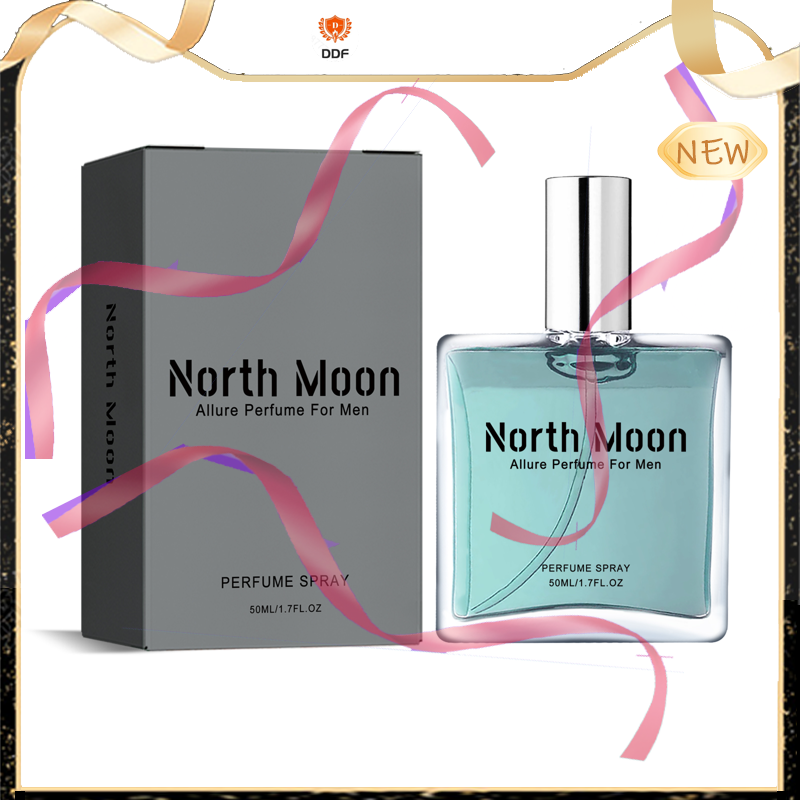 D
DDF
NEW
North Moon
North Moon
Allure Perfume For Men
PERFUME SPRAY
50ML/1.7FL.OZ
North Moon
Allure Perfume For Men
PERFUME SPRAY
50ML/1.7FL.OZ